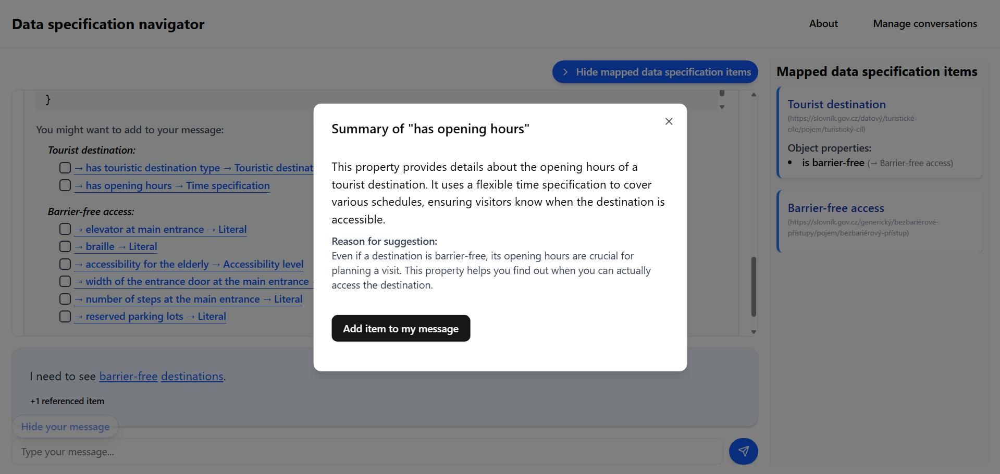 Data specification navigator
About
Manage conversations
Hide mapped data specification items
}
You might want to add to your message:
Tourist destination:
→ has touristic destination type → Touristic destinat
→ has opening hours → Time specification
Barrier-free access:
→ elevator at main entrance → Literal
→ braille → Literal
→ accessibility for the elderly → Accessibility level
→ width of the entrance door at the main entrance
→ number of steps at the main entrance → Literal
→ reserved parking lots → Literal
Summary of "has opening hours"
This property provides details about the opening hours of a
tourist destination. It uses a flexible time specification to cover
various schedules, ensuring visitors know when the destination is
accessible.
Reason for suggestion:
Even if a destination is barrier-free, its opening hours are crucial for
planning a visit. This property helps you find out when you can actually
access the destination.
Add item to my message
I need to see barrier-free destinations.
+1 referenced item
Hide your message
Type your message...
Mapped data specification items
Tourist destination
(https://slovník.gov.cz/datový/turistické-
cíle/pojem/turistický-cíl)
Object properties:
• is barrier-free (→ Barrier-free access)
Barrier-free access
(https://slovník.gov.cz/generický/bezbariérové-
přístupy/pojem/bezbariérový-přístup)